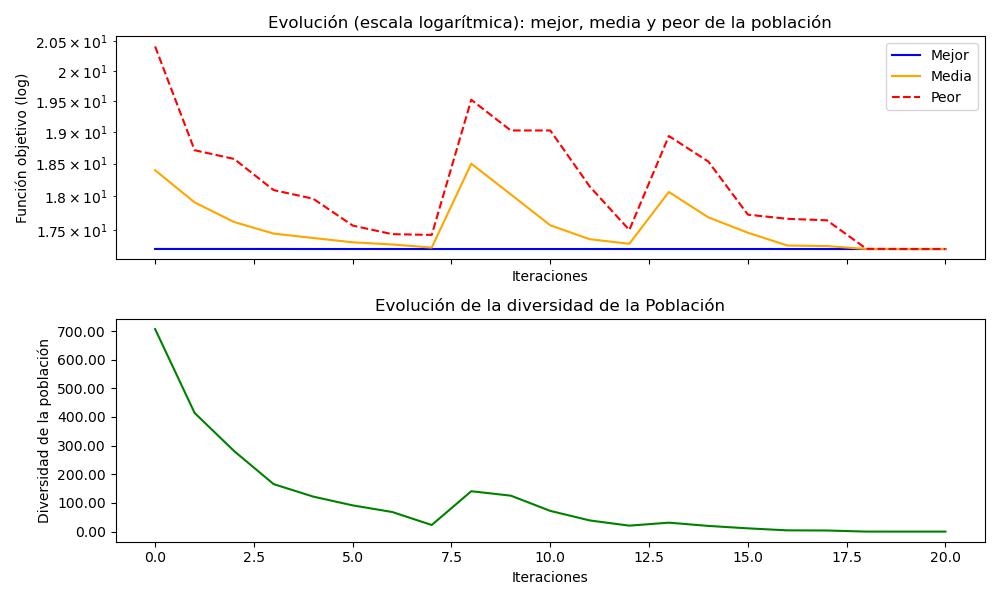 Evolución (escala logarítmica): mejor, media y peor de la población
Función objetivo (log)
2.05 × 10¹
2 × 10¹
1.95 × 10¹
1.9 × 10¹
1.85 × 10¹
1.8 × 10¹
1.75 × 10¹
Mejor
Media
Peor
Iteraciones
Evolución de la diversidad de la Población
Diversidad de la población
700.00
600.00
500.00
400.00
300.00
200.00
100.00
0.00
0.0 2.5 5.0 7.5 10.0 12.5 15.0 17.5 20.0
Iteraciones